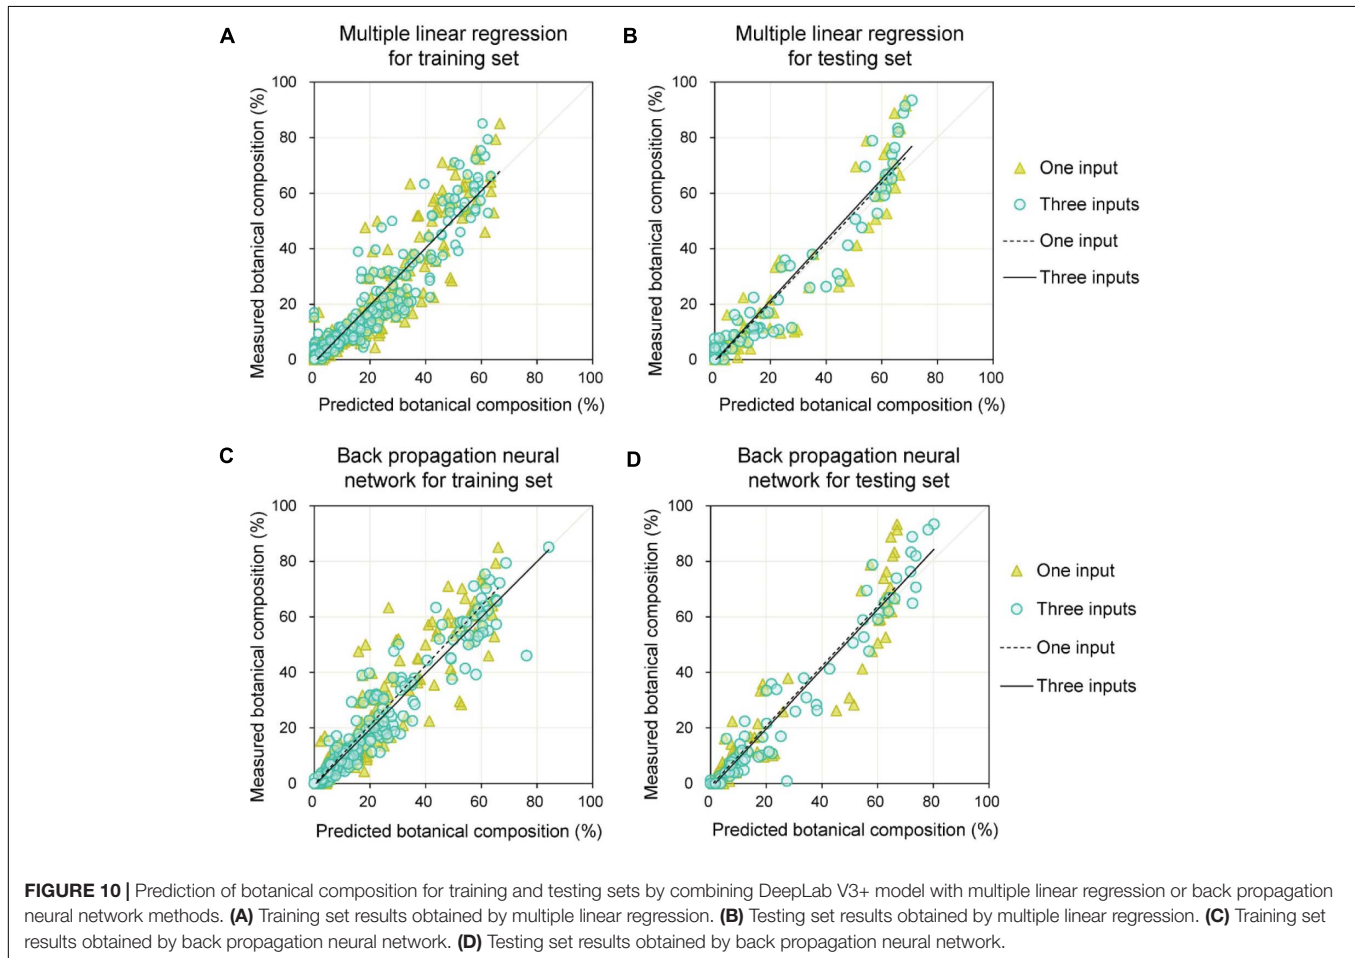 A
Multiple linear regression
for training set
Measured botanical composition (%)
100
80
60
40
20
0
0 20 40 60 80 100
Predicted botanical composition (%)
B
Multiple linear regression
for testing set
Measured botanical composition (%)
100
80
60
40
20
0
0 20 40 60 80 100
Predicted botanical composition (%)
One input
Three inputs
One input
Three inputs
C
Back propagation neural
network for training set
Measured botanical composition (%)
100
80
60
40
20
0
0 20 40 60 80 100
Predicted botanical composition (%)
D
Back propagation neural
network for testing set
Measured botanical composition (%)
100
80
60
40
20
0
0 20 40 60 80 100
Predicted botanical composition (%)
One input
Three inputs
One input
Three inputs
FIGURE 10 | Prediction of botanical composition for training and testing sets by combining DeepLab V3+ model with multiple linear regression or back propagation
neural network methods. (A) Training set results obtained by multiple linear regression. (B) Testing set results obtained by multiple linear regression. (C) Training set
results obtained by back propagation neural network. (D) Testing set results obtained by back propagation neural network.